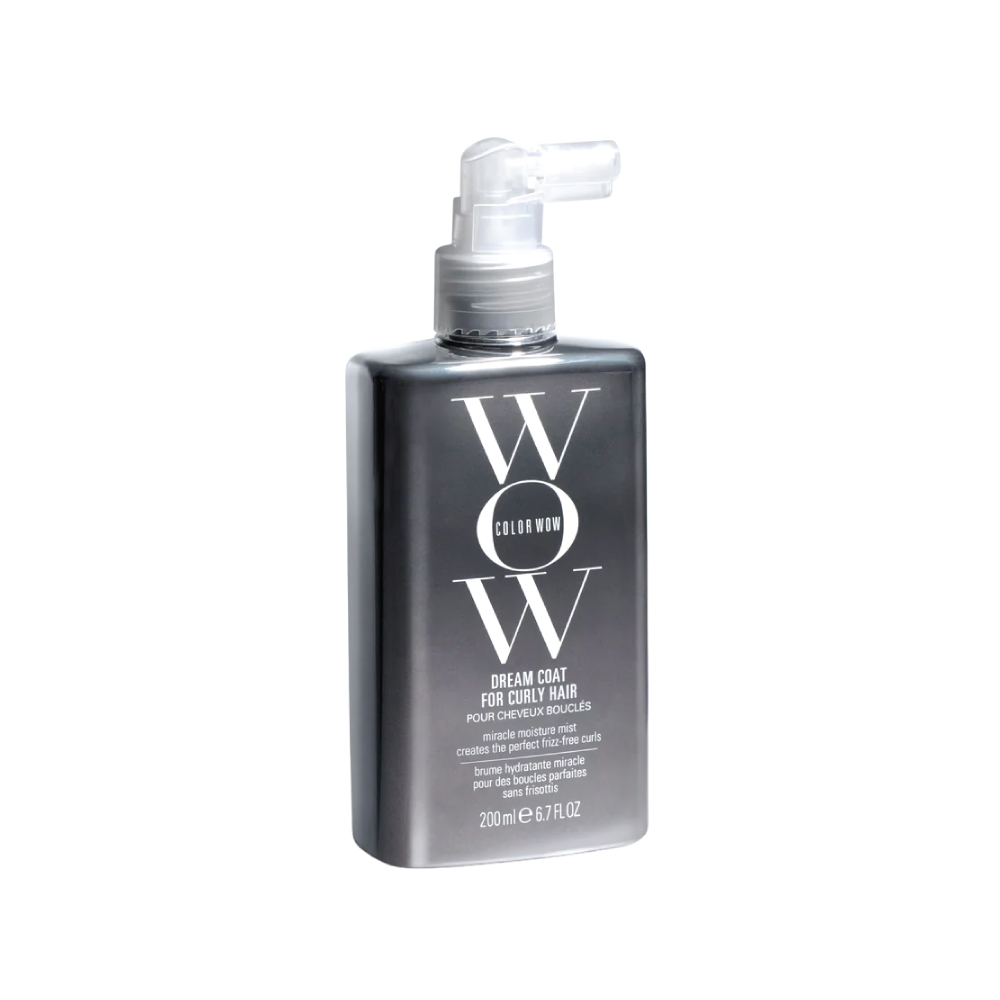 W
O
COLOR WOW
W
DREAM COAT
FOR CURLY HAIR
POUR CHEVEUX BOUCLÉS
miracle moisture mist
creates the perfect frizz-free curls
brume hydratante miracle
pour des boucles parfaites
sans frisottis
200 ml e 6.7 FL OZ